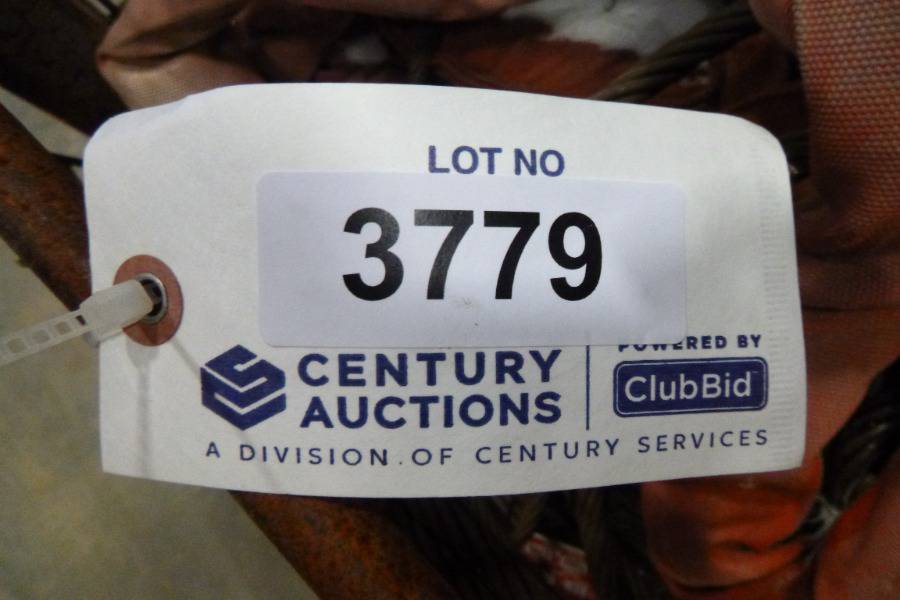 LOT NO
3779
CENTURY
AUCTIONS
POWERED BY
ClubBid
A DIVISION OF CENTURY SERVICES